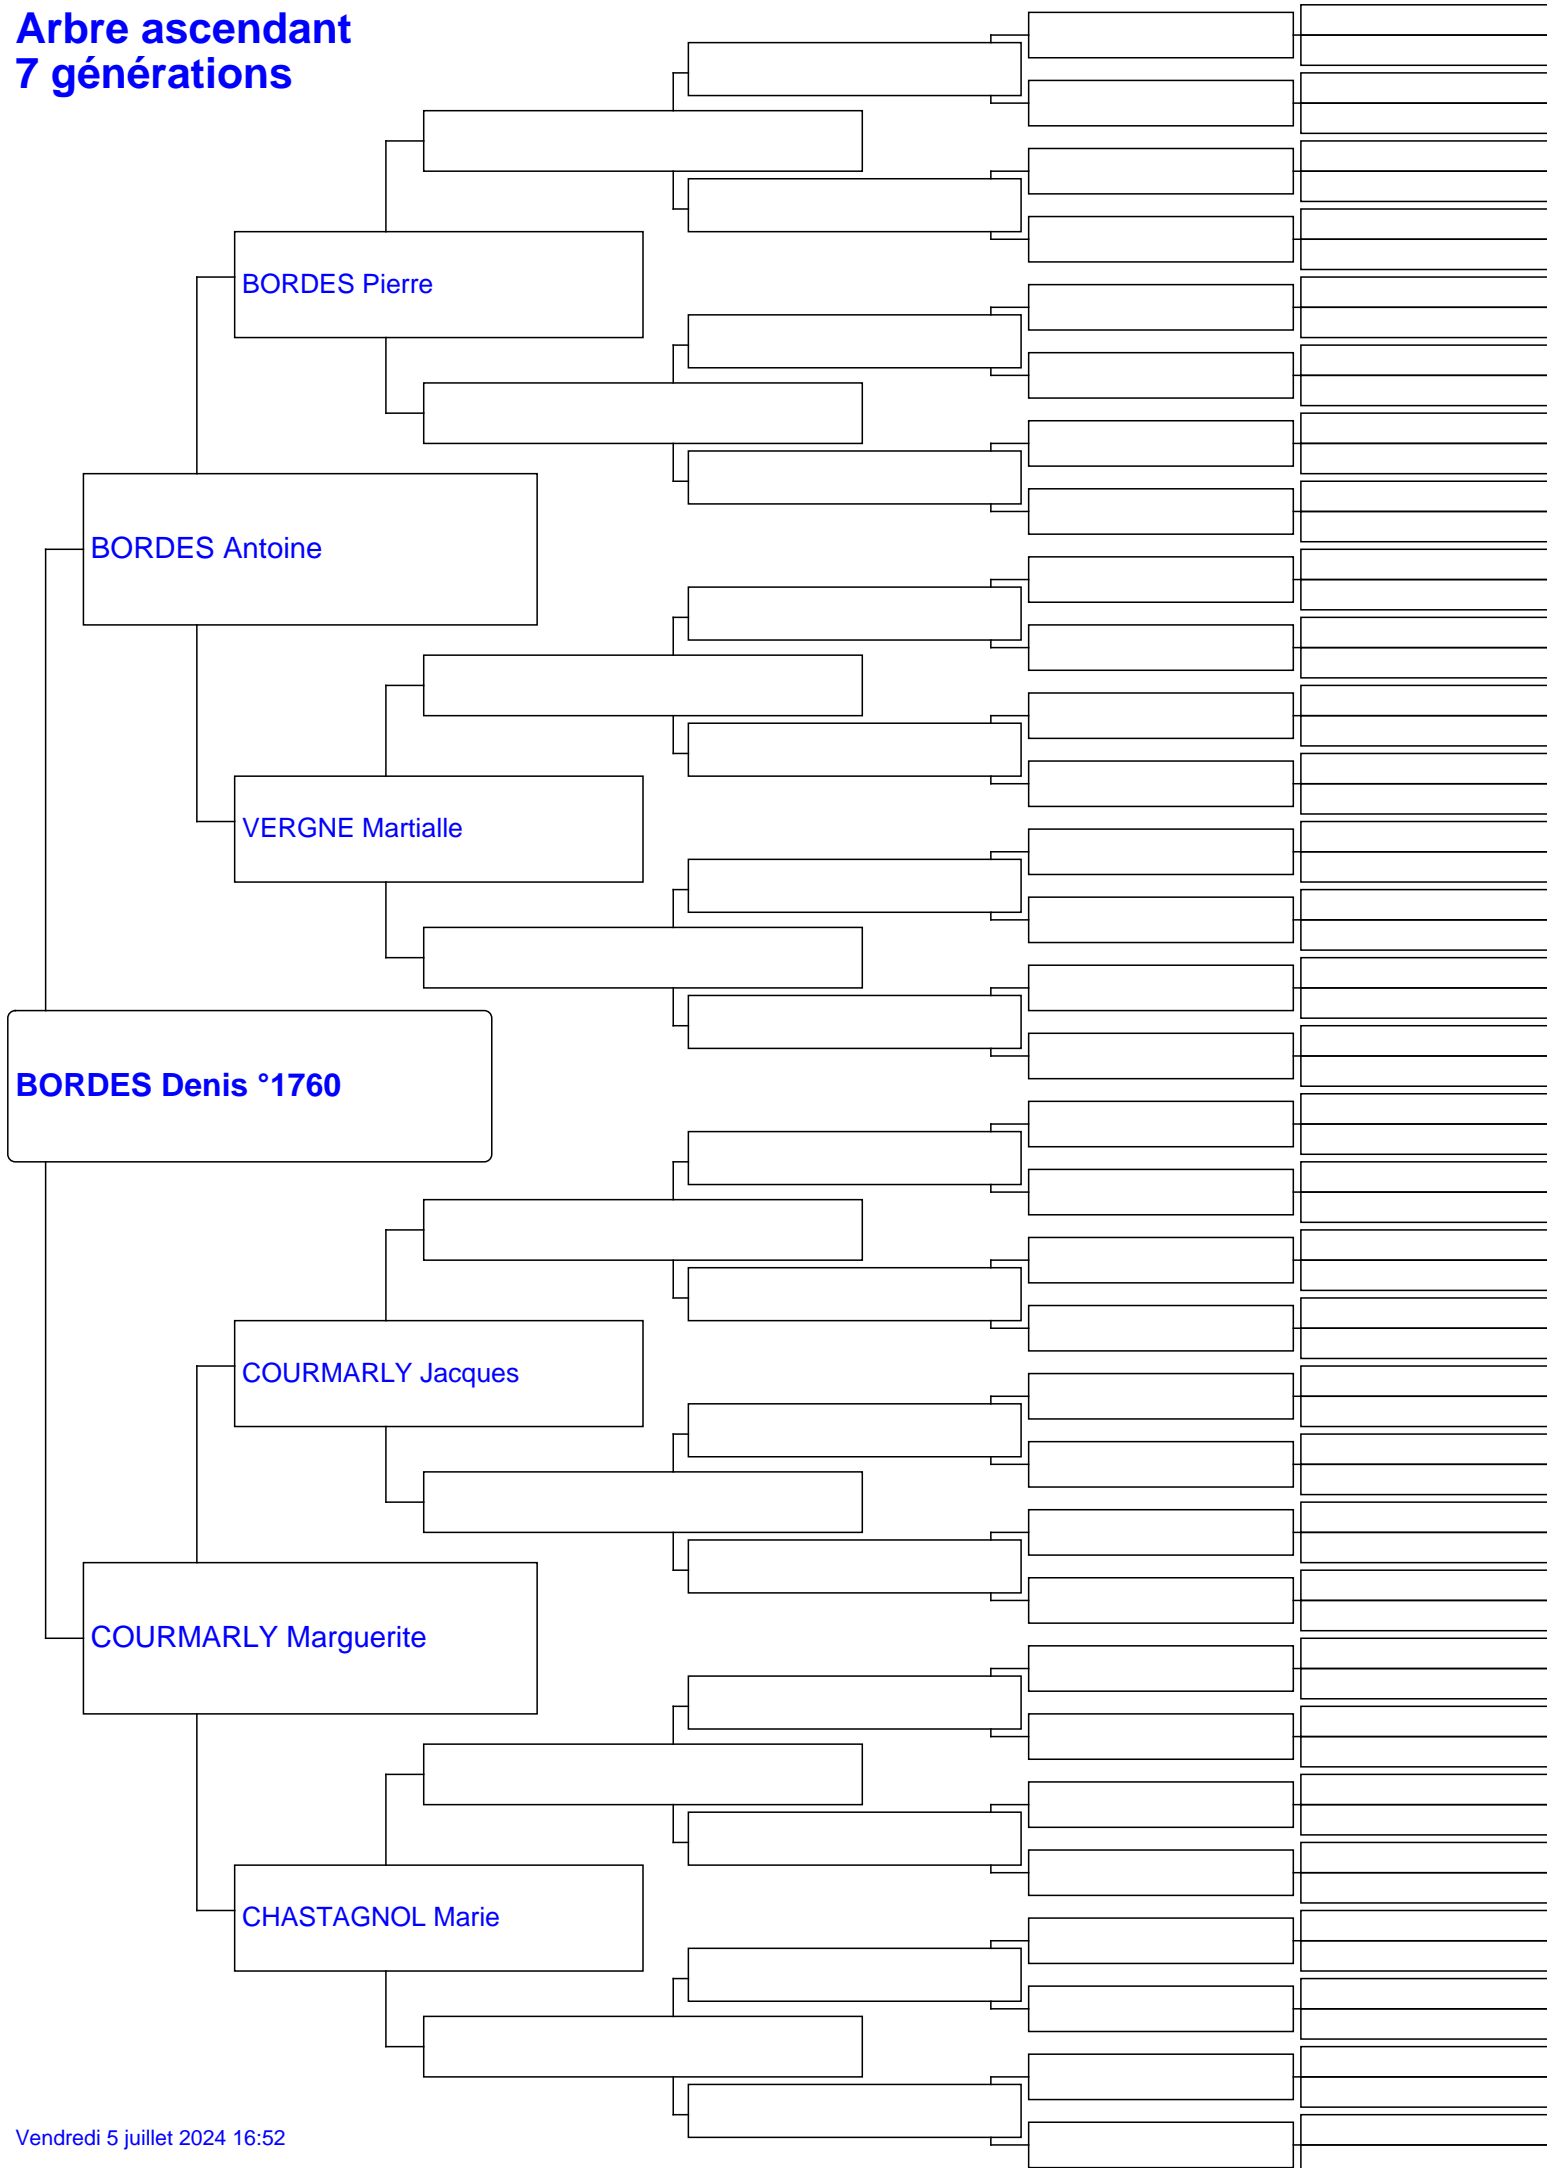 Arbre ascendant
7 générations
BORDES Pierre
BORDES Antoine
VERGNE Martialle
BORDES Denis °1760
COURMARLY Jacques
COURMARLY Marguerite
CHASTAGNOL Marie
Vendredi 5 juillet 2024 16:52